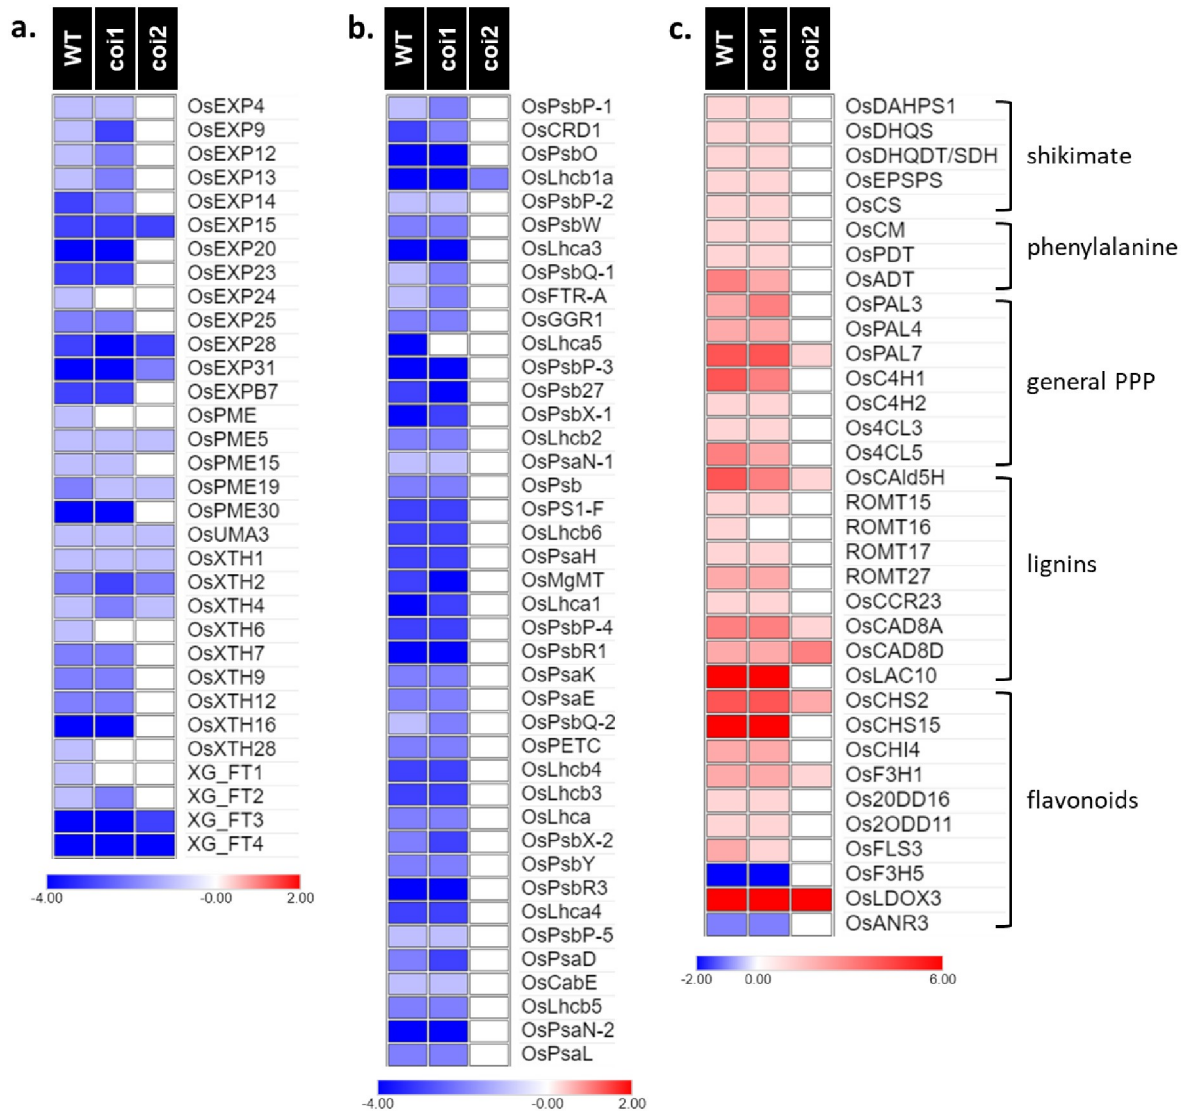 a.
WT
coi1
coi2
OsEXP4
OsEXP9
OsEXP12
OsEXP13
OsEXP14
OsEXP15
OsEXP20
OsEXP23
OsEXP24
OsEXP25
OsEXP28
OsEXP31
OsEXPB7
OsPME
OsPME5
OsPME15
OsPME19
OsPME30
OsUMA3
OsXTH1
OsXTH2
OsXTH4
OsXTH6
OsXTH7
OsXTH9
OsXTH12
OsXTH16
OsXTH28
XG_FT1
XG_FT2
XG_FT3
XG_FT4
-4.00
-0.00
2.00
b.
WT
coi1
coi2
OsPsbP-1
OsCRD1
OsPsbO
OsLhcb1a
OsPsbP-2
OsPsbW
OsLhca3
OsPsbQ-1
OsFTR-A
OsGGR1
OsLhca5
OsPsbP-3
OsPsb27
OsPsbX-1
OsLhcb2
OsPsaN-1
OsPsb
OsPS1-F
OsLhcb6
OsPsaH
OsMgMT
OsLhca1
OsPsbP-4
OsPsbR1
OsPsaK
OsPsaE
OsPsbQ-2
OsPETC
OsLhcb4
OsLhcb3
OsLhca
OsPsbX-2
OsPsbY
OsPsbR3
OsLhca4
OsPsbP-5
OsPsaD
OsCabE
OsLhcb5
OsPsaN-2
OsPsaL
-4.00
-0.00
2.00
c.
WT
coi1
coi2
OsDAHPS1
OsDHQS
OsDHQDT/SDH
OsEPSPS
OsCS
OsCM
OsPDT
OsADT
OsPAL3
OsPAL4
OsPAL7
OsC4H1
OsC4H2
Os4CL3
Os4CL5
OsCAld5H
ROMT15
ROMT16
ROMT17
ROMT27
OsCCR23
OsCAD8A
OsCAD8D
OsLAC10
OsCHS2
OsCHS15
OsCHI4
OsF3H1
Os20DD16
Os2ODD11
OsFLS3
OsF3H5
OsLDOX3
OsANR3
-2.00
0.00
6.00
shikimate
phenylalanine
general PPP
lignins
flavonoids